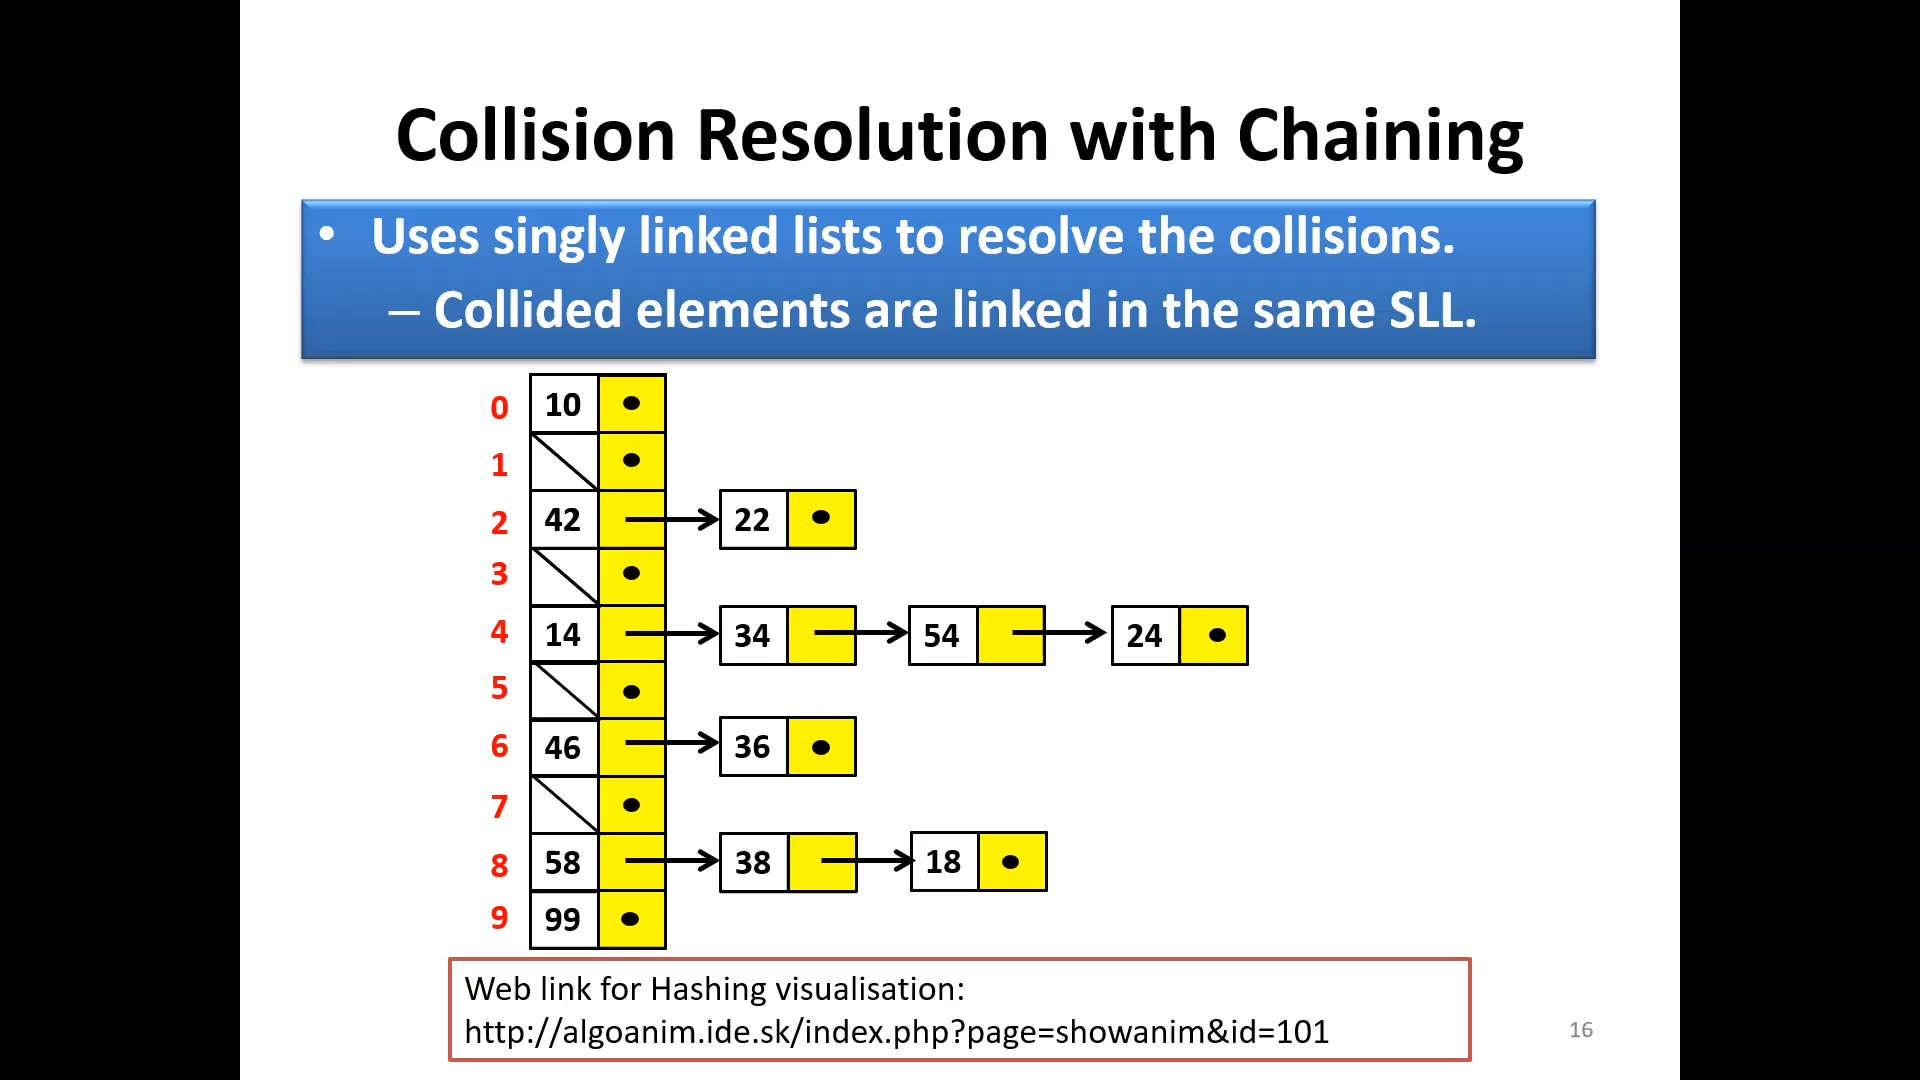 Collision Resolution with Chaining
• Uses singly linked lists to resolve the collisions.
– Collided elements are linked in the same SLL.
0 10
1
2 42 22
3
4 14 34 54 24
5
6 46 36
7
8 58 38 18
9 99
Web link for Hashing visualisation:
http://algoanim.ide.sk/index.php?page=showanim&id=101
16